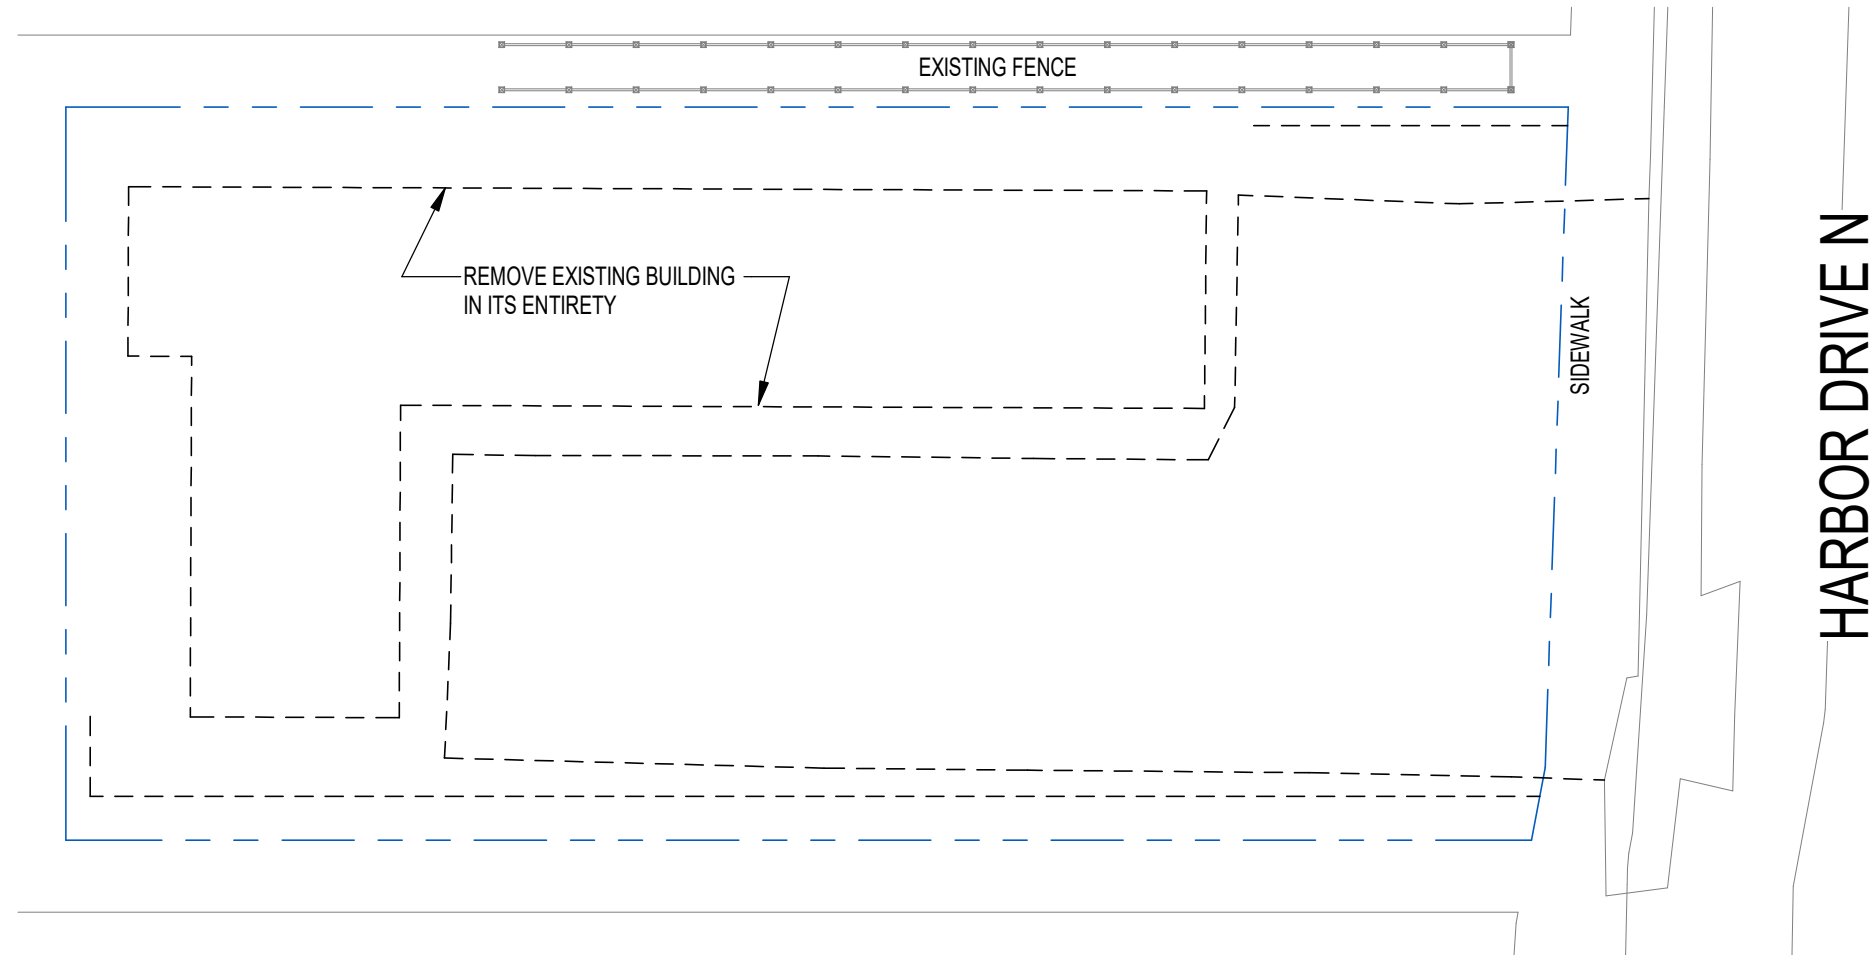 EXISTING FENCE
REMOVE EXISTING BUILDING
IN ITS ENTIRETY
SIDEWALK
HARBOR DRIVE N